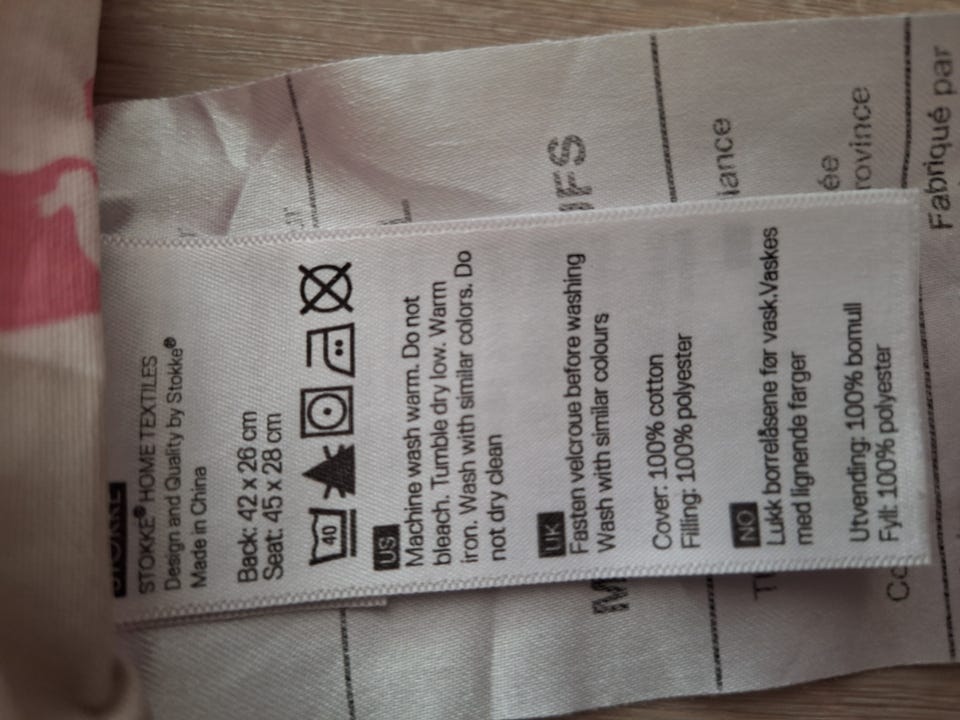 STOKKE
STOKKE® HOME TEXTILES
Design and Quality by Stokke®
Made in China
Back: 42 x 26 cm
Seat: 45 x 28 cm
40
US
Machine wash warm. Do not
bleach. Tumble dry low. Warm
iron. Wash with similar colors. Do
not dry clean
UK
Fasten velcroue before washing
Wash with similar colours
Cover: 100% cotton
Filling: 100% polyester
NO
Lukk borrelåsene før vask.Vaskes
med lignende farger
Utvending: 100% bomull
Fyll: 100% polyester
Fabriqué par